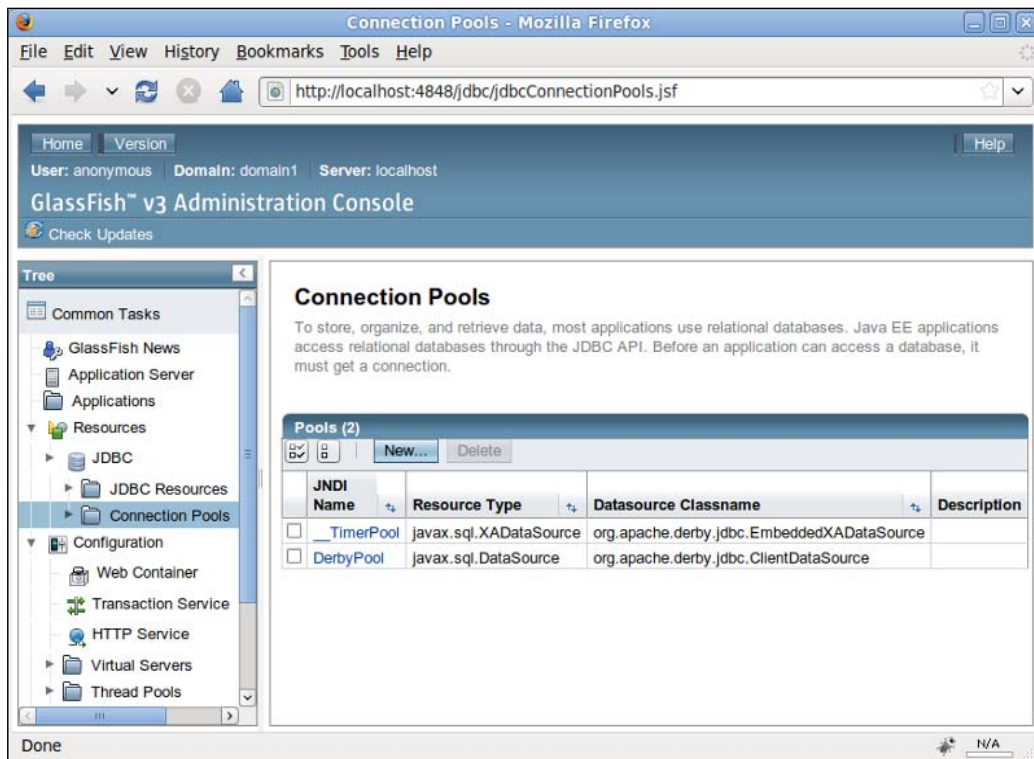 Connection Pools - Mozilla Firefox
File Edit View History Bookmarks Tools Help
http://localhost:4848/jdbc/jdbcConnectionPools.jsf
Home Version Help
User: anonymous Domain: domain1 Server: localhost
GlassFish™ v3 Administration Console
Check Updates
Tree
Common Tasks
GlassFish News
Application Server
Applications
Resources
JDBC
JDBC Resources
Connection Pools
Configuration
Web Container
Transaction Service
HTTP Service
Virtual Servers
Thread Pools
Connection Pools
To store, organize, and retrieve data, most applications use relational databases. Java EE applications
access relational databases through the JDBC API. Before an application can access a database, it
must get a connection.
Pools (2)
New... Delete
JNDI
Name Resource Type Datasource Classname Description
__TimerPool javax.sql.XADataSource org.apache.derby.jdbc.EmbeddedXADataSource
DerbyPool javax.sql.DataSource org.apache.derby.jdbc.ClientDataSource
Done N/A